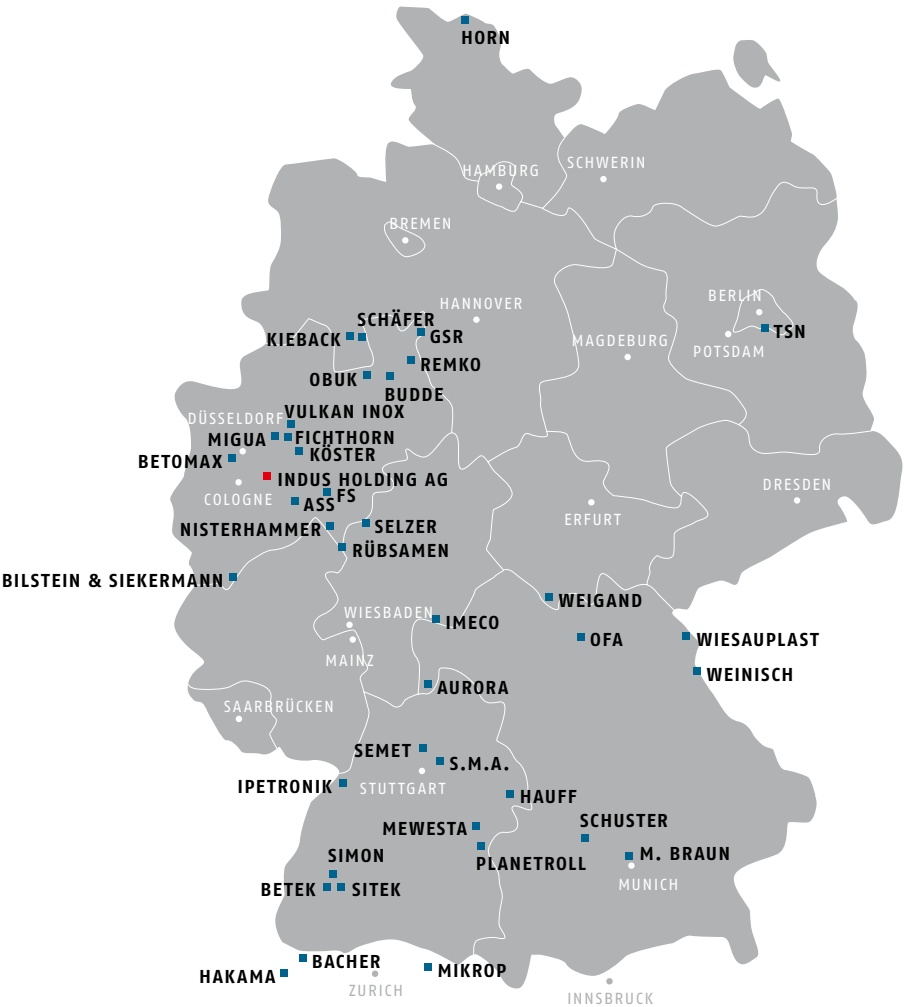 HORN
SCHWERIN
HAMBURG
BREMEN
BERLIN
HANNOVER
SCHÄFER
TSN
GSR
KIEBACK
MAGDEBURG
POTSDAM
REMKO
OBUK
BUDDE
VULKAN INOX
DÜSSELDORF
FICHTHORN
MIGUA
KÖSTER
BETOMAX
INDUS HOLDING AG
DRESDEN
FS
COLOGNE
ASS
ERFURT
SELZER
NISTERHAMMER
RÜBSAMEN
BILSTEIN & SIEKERMANN
WEIGAND
WIESBADEN
IMECO
OFA
WIESAUPLAST
MAINZ
WEINISCH
AURORA
SAARBRÜCKEN
SEMET
S.M.A.
IPETRONIK
STUTTGART
HAUFF
SCHUSTER
MEWESTA
M. BRAUN
SIMON
PLANETROLL
MUNICH
BETEK
SITEK
BACHER
MIKROP
HAKAMA
ZURICH
INNSBRUCK